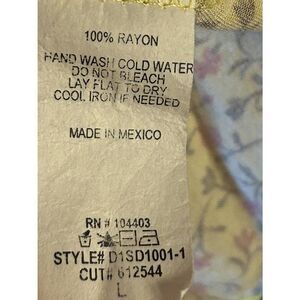 100% RAYON
HAND WASH COLD WATER
DO NOT BLEACH
LAY FLAT TO DRY
COOL IRON IF NEEDED
MADE IN MEXICO
RN # 104403
STYLE# D1SD1001-1
CUT# 612544
L